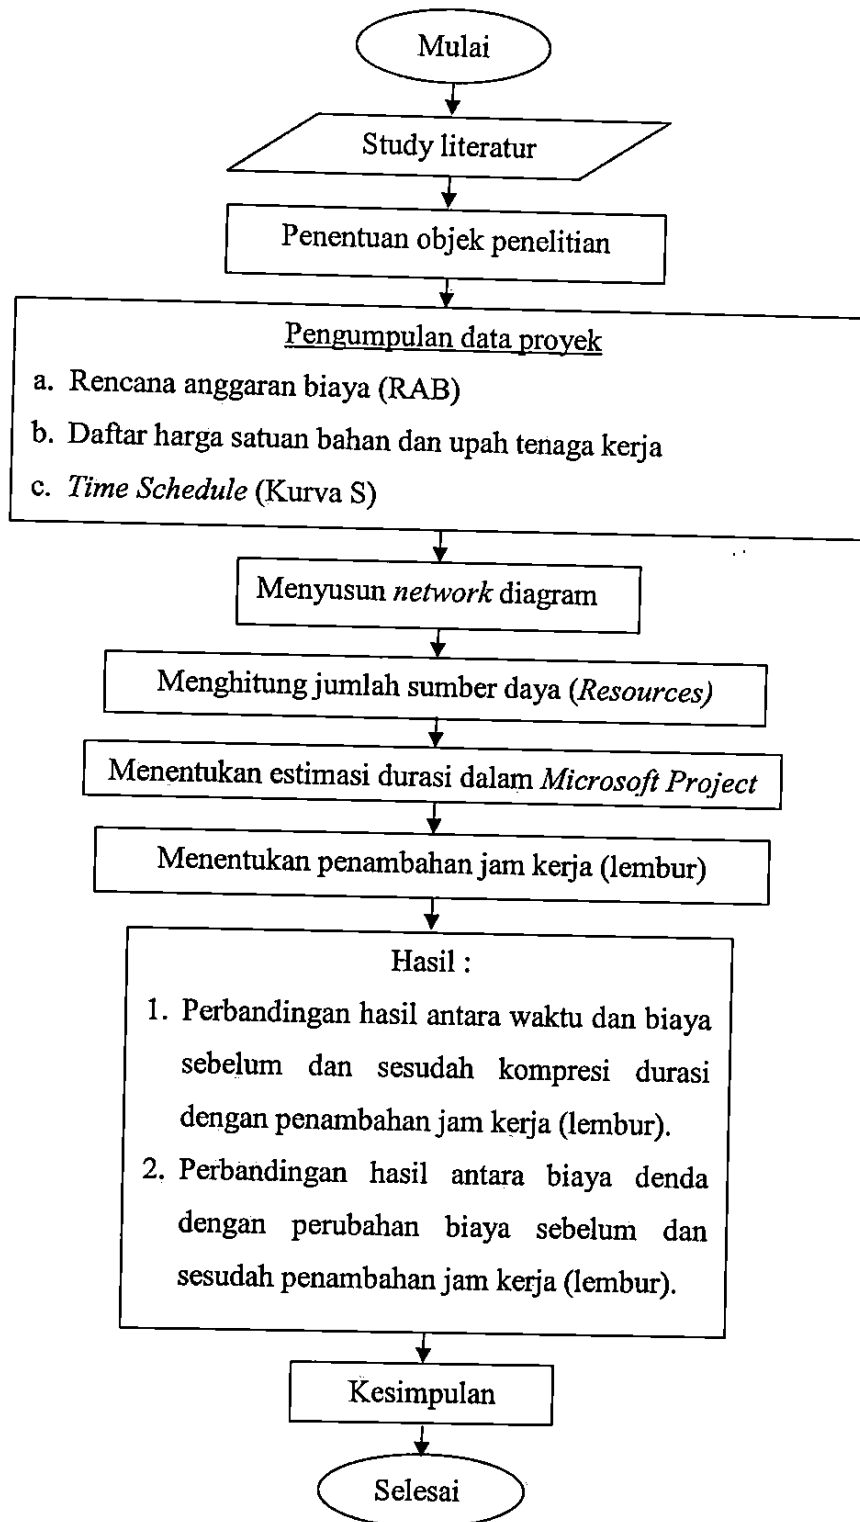 Mulai
Study literatur
Penentuan objek penelitian
Pengumpulan data proyek
a. Rencana anggaran biaya (RAB)
b. Daftar harga satuan bahan dan upah tenaga kerja
c. Time Schedule (Kurva S)
Menyusun network diagram
Menghitung jumlah sumber daya (Resources)
Menentukan estimasi durasi dalam Microsoft Project
Menentukan penambahan jam kerja (lembur)
Hasil :
1. Perbandingan hasil antara waktu dan biaya
sebelum dan sesudah kompresi durasi
dengan penambahan jam kerja (lembur).
2. Perbandingan hasil antara biaya denda
dengan perubahan biaya sebelum dan
sesudah penambahan jam kerja (lembur).
Kesimpulan
Selesai